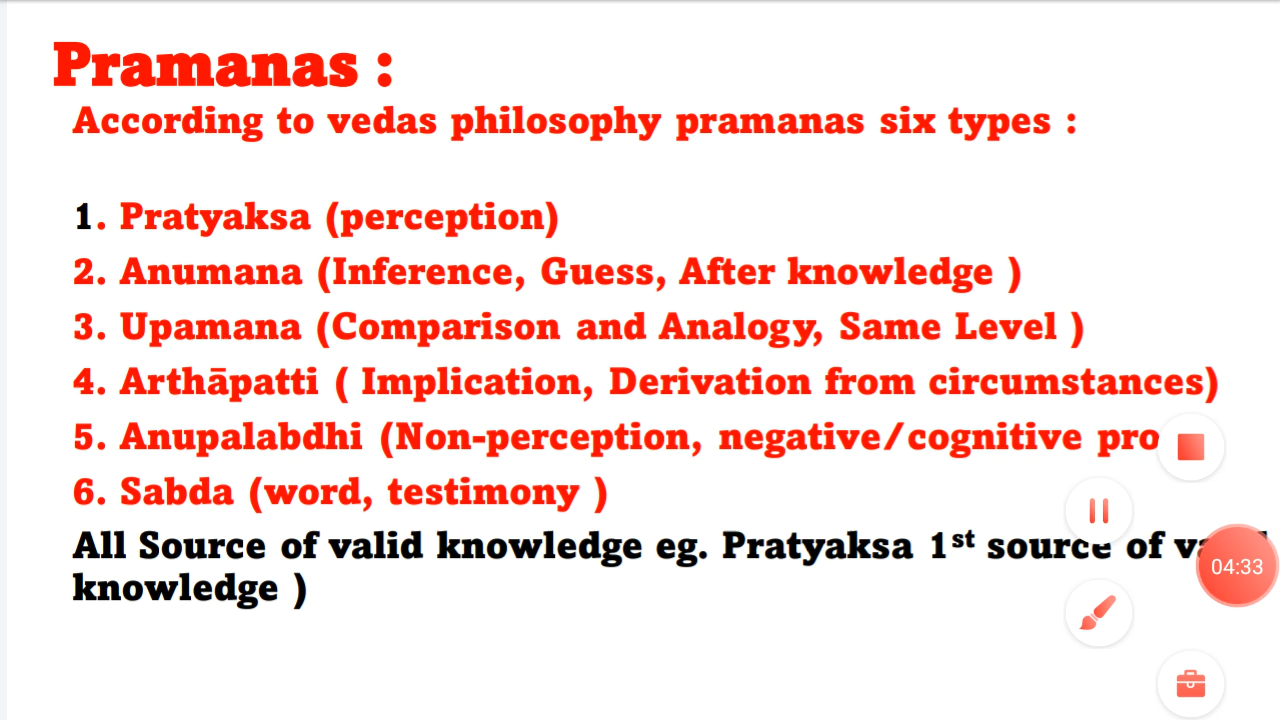 Pramanas :
According to vedas philosophy pramanas six types :
1. Pratyaksa (perception)
2. Anumana (Inference, Guess, After knowledge )
3. Upamana (Comparison and Analogy, Same Level )
4. Arthāpatti ( Implication, Derivation from circumstances)
5. Anupalabdhi (Non-perception, negative/cognitive
6. Sabda (word, testimony )
All Source of valid knowledge eg. Pratyaksa 1st source of
knowledge )
04:33